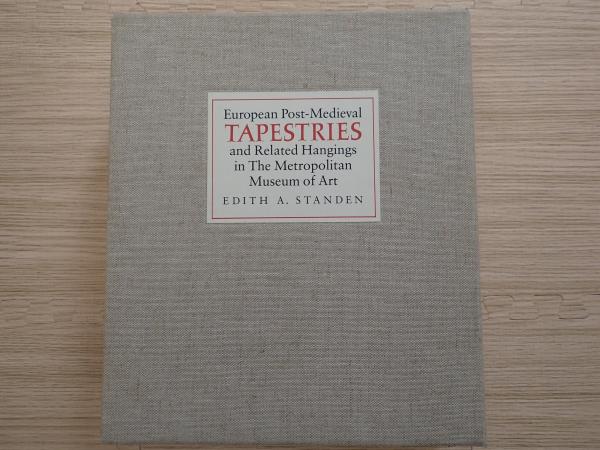 European Post-Medieval
TAPESTRIES
and Related Hangings
in The Metropolitan
Museum of Art
EDITH A. STANDEN